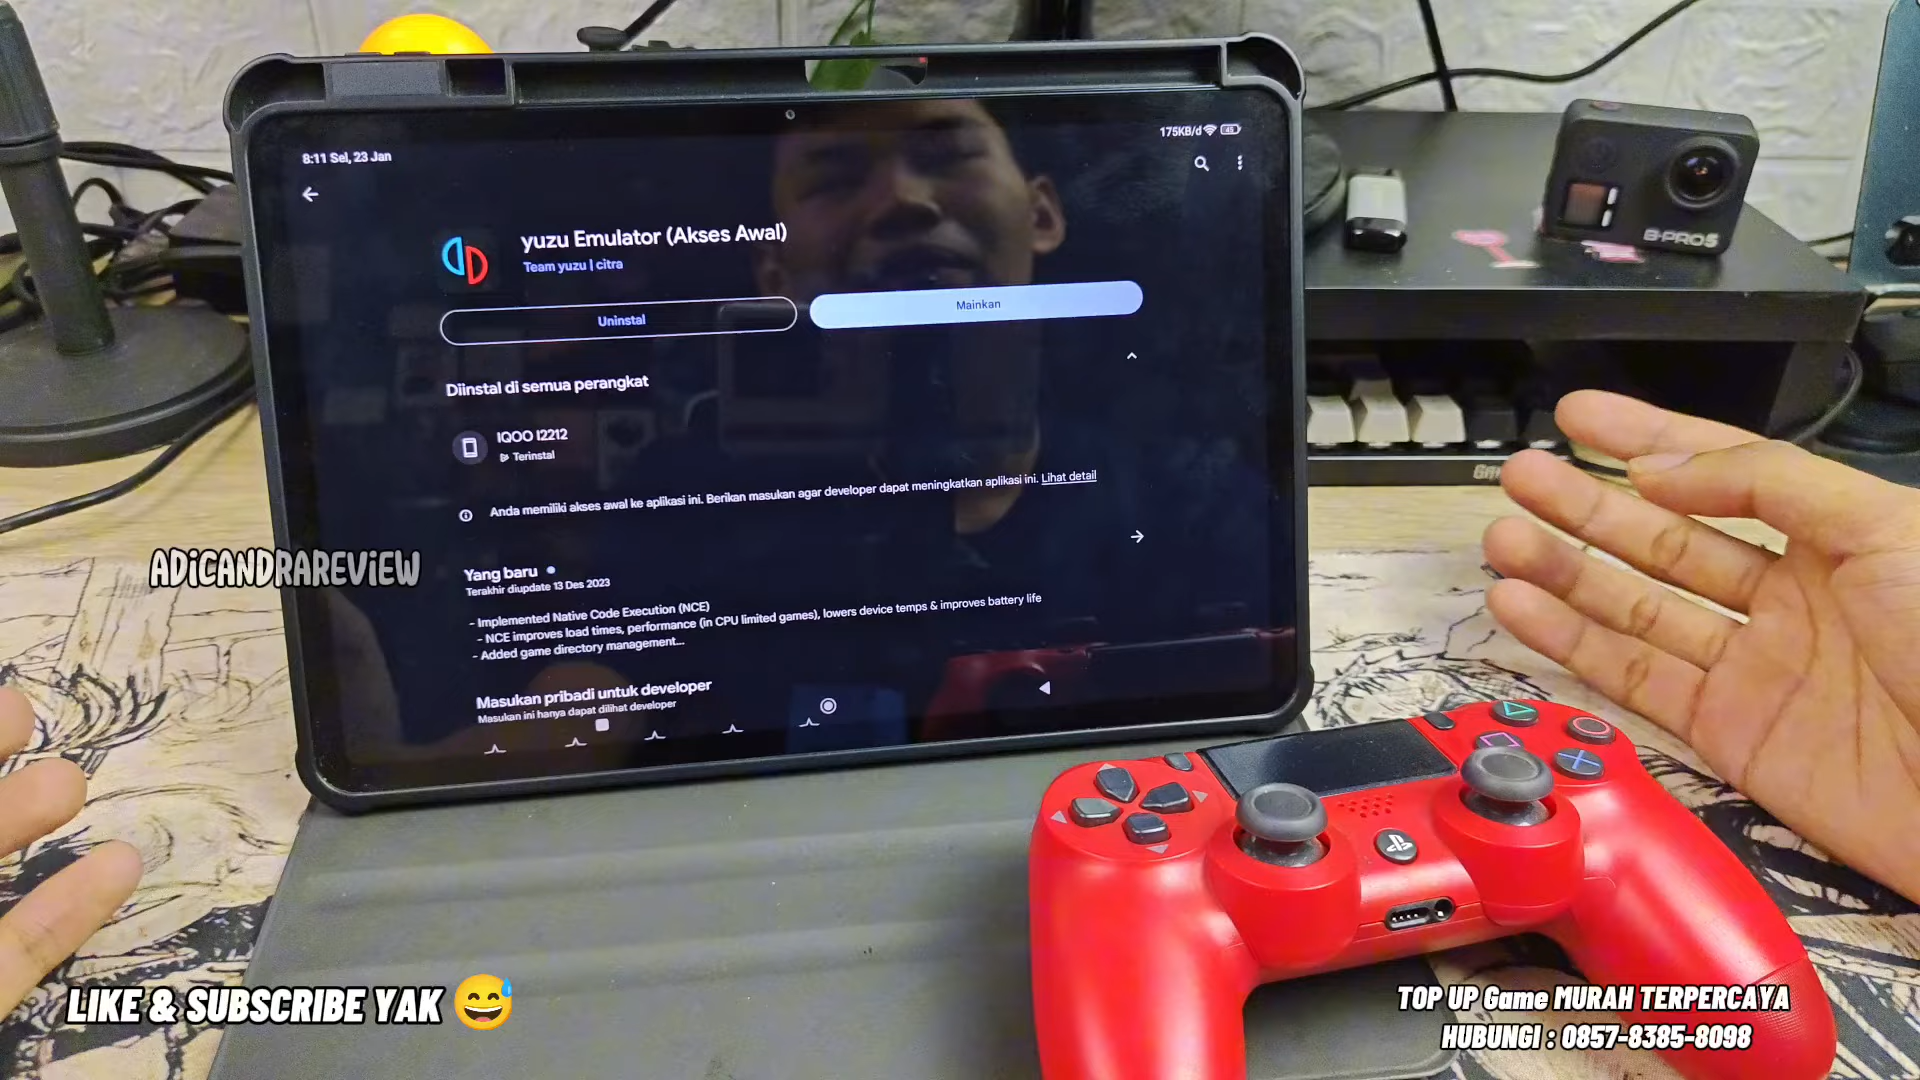 8:11 Sel, 23 Jan
175KB/d
45
yuzu Emulator (Akses Awal)
Team yuzu | citra
Uninstal
Mainkan
Diinstal di semua perangkat
IQOO I2212
Terinstal
Anda memiliki akses awal ke aplikasi ini. Berikan masukan agar developer dapat meningkatkan aplikasi ini. Lihat detail
Yang baru
Terakhir diupdate 13 Des 2023
- Implemented Native Code Execution (NCE)
- NCE improves load times, performance (in CPU limited games), lowers device temps & improves battery life
- Added game directory management...
Masukan pribadi untuk developer
Masukan ini hanya dapat dilihat developer
B-PRO5
ADiCANDRAREViEW
LIKE & SUBSCRIBE YAK 😅
TOP UP Game MURAH TERPERCAYA
HUBUNGI : 0857-8385-8098